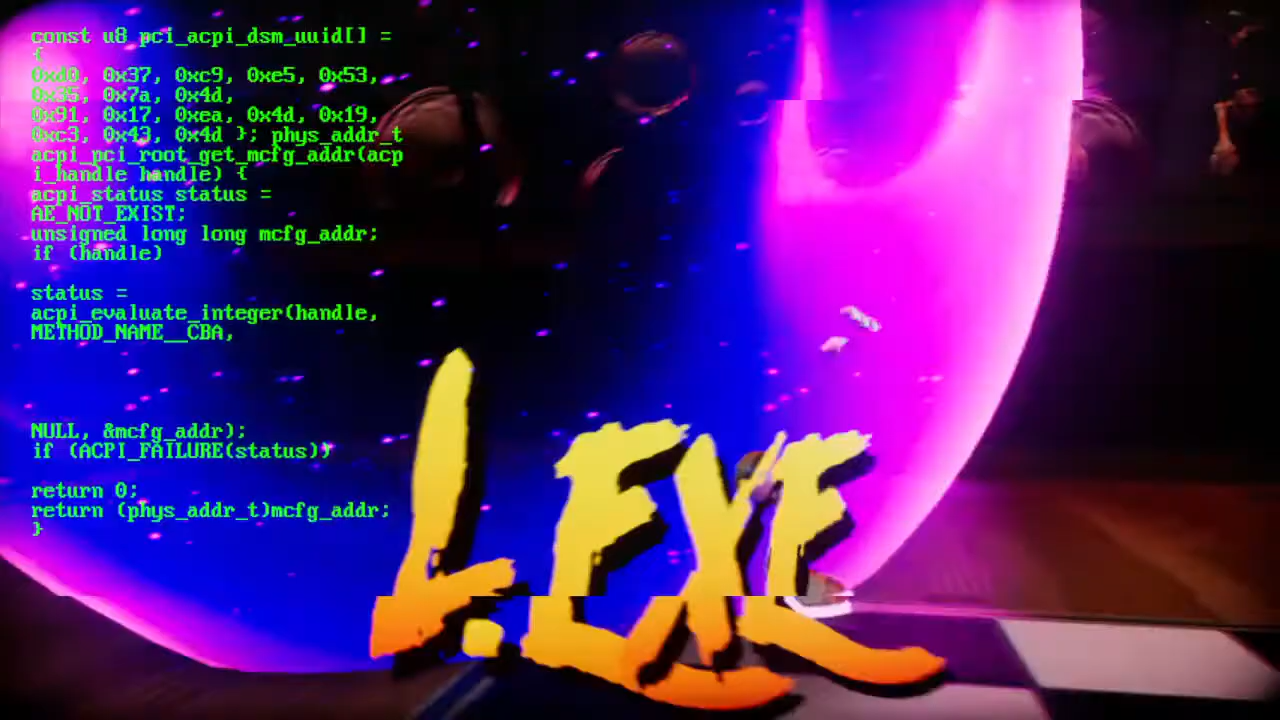 const u8 pci_acpi_dsm_uuid[] =
{
0xd0, 0x37, 0xc9, 0xe5, 0x53,
0x35, 0x7a, 0x4d,
0x91, 0x17, 0xea, 0x4d, 0x19,
0xc3, 0x43, 0x4d }; phys_addr_t
acpi_pci_root_get_mcfg_addr(acp
i_handle handle) {
acpi_status status =
AE_NOT_EXIST;
unsigned long long mcfg_addr;
if (handle)
status =
acpi_evaluate_integer(handle,
METHOD_NAME__CBA,
NULL, &mcfg_addr);
if (ACPI_FAILURE(status))
return 0;
return (phys_addr_t)mcfg_addr;
}
L.EXE